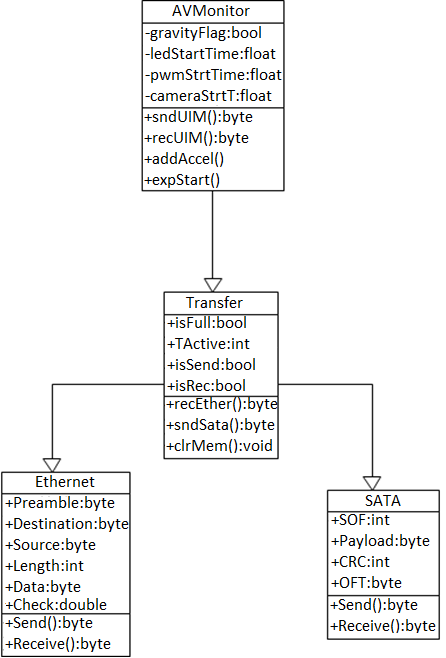 AVMonitor
-gravityFlag:bool
-ledStartTime:float
-pwmStrtTime:float
-cameraStrtT:float
+sndUIM():byte
+recUIM():byte
+addAccel()
+expStart()
Transfer
+isFull:bool
+TActive:int
+isSend:bool
+isRec:bool
+recEther():byte
+sndSata():byte
+clrMem():void
Ethernet
+Preamble:byte
+Destination:byte
+Source:byte
+Length:int
+Data:byte
+Check:double
+Send():byte
+Receive():byte
SATA
+SOF:int
+Payload:byte
+CRC:int
+OFT:byte
+Send():byte
+Receive():byte